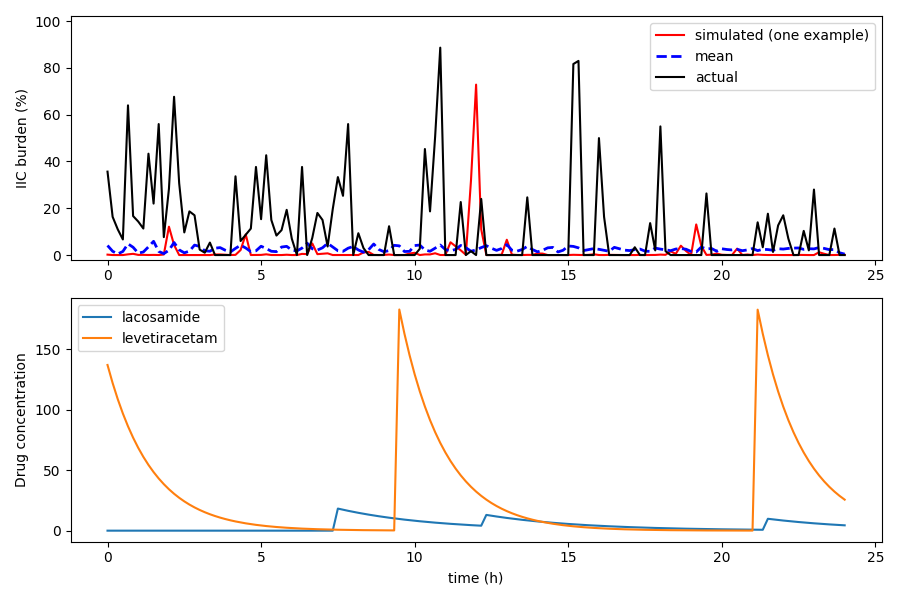 100
80
60
40
20
0
IIC burden (%)
simulated (one example)
mean
actual
0 5 10 15 20 25
150
100
50
0
Drug concentration
lacosamide
levetiracetam
0 5 10 15 20 25
time (h)